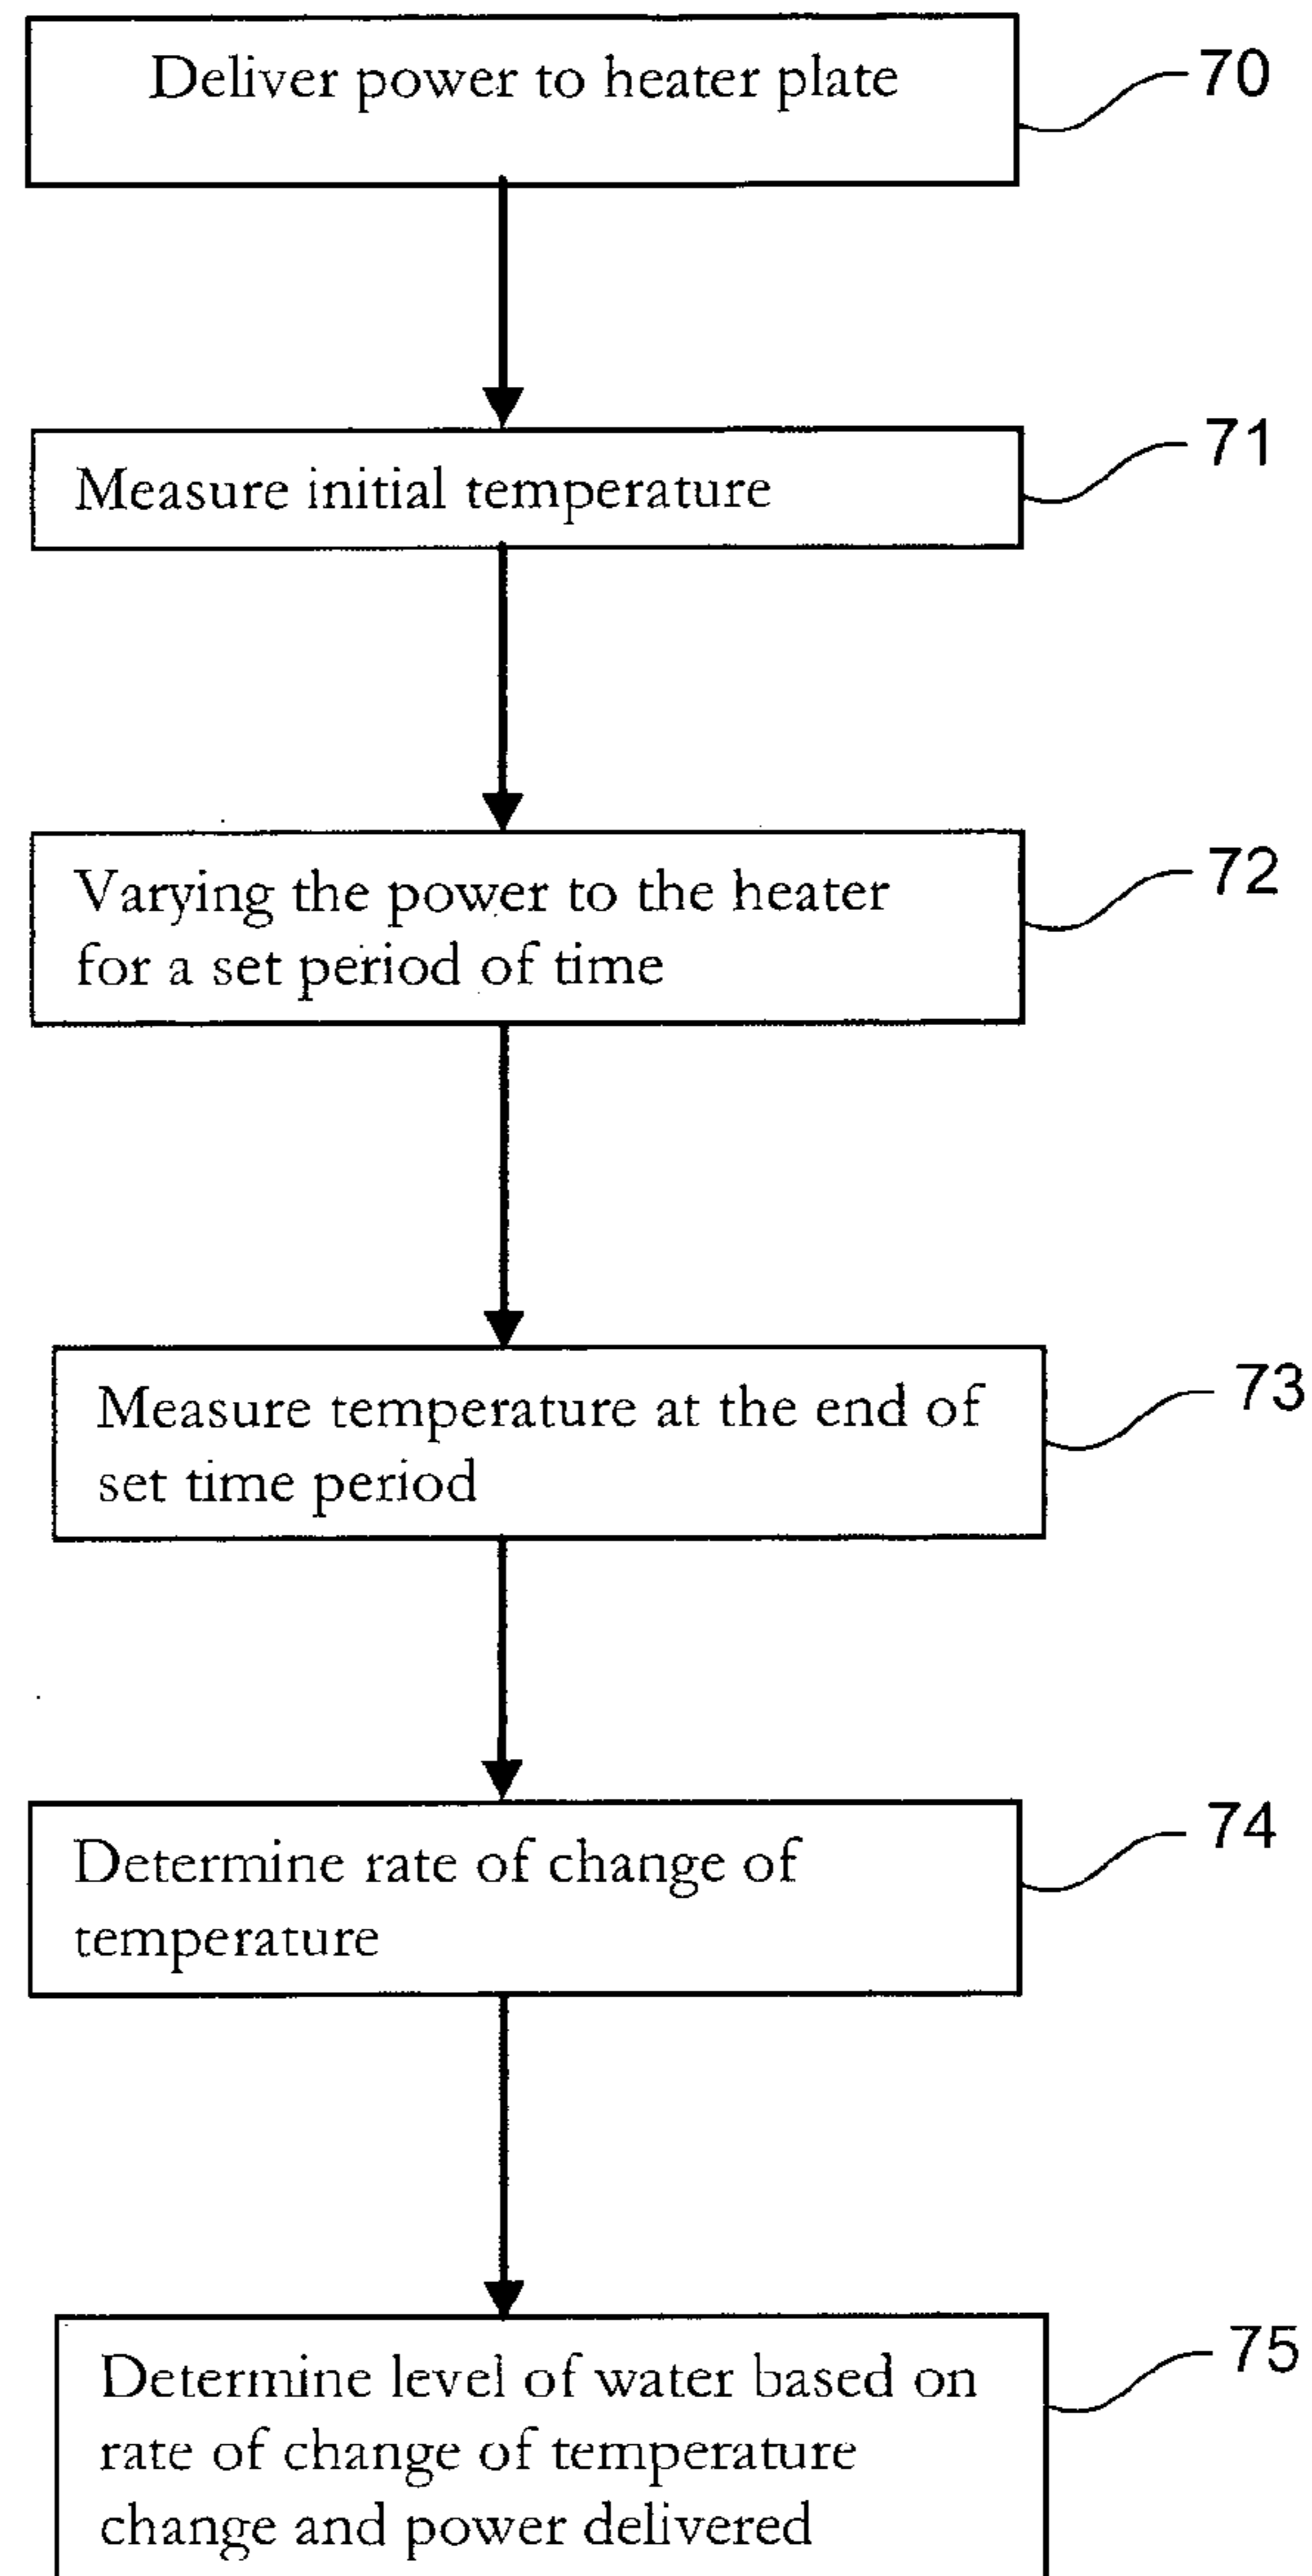 Deliver power to heater plate
70
Measure initial temperature
71
Varying the power to the heater
for a set period of time
72
Measure temperature at the end of
set time period
73
Determine rate of change of
temperature
74
Determine level of water based on
rate of change of temperature
change and power delivered
75